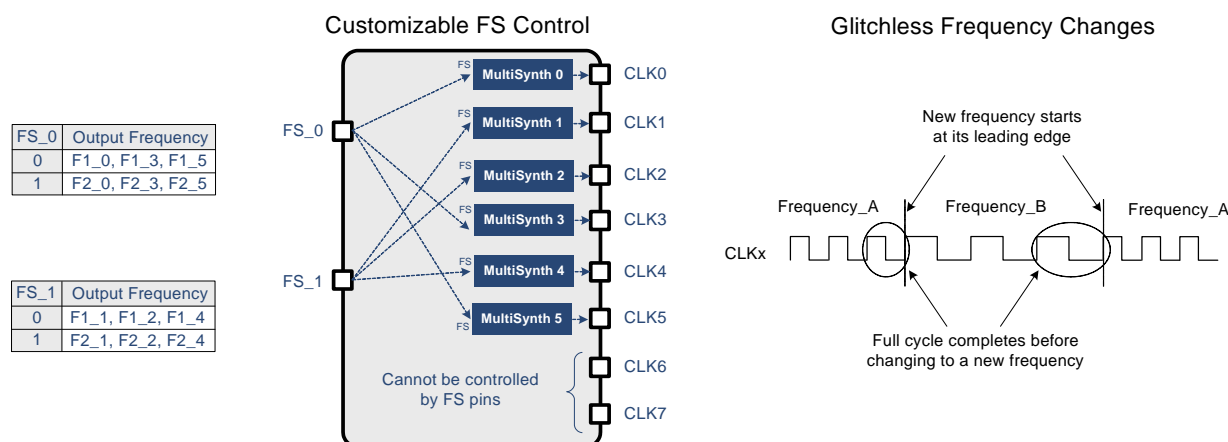 Customizable FS Control
Glitchless Frequency Changes
FS_0 Output Frequency
0 F1_0, F1_3, F1_5
1 F2_0, F2_3, F2_5
FS_1 Output Frequency
0 F1_1, F1_2, F1_4
1 F2_1, F2_2, F2_4
FS_0
FS_1
FS MultiSynth 0 CLK0
FS MultiSynth 1 CLK1
FS MultiSynth 2 CLK2
FS MultiSynth 3 CLK3
FS MultiSynth 4 CLK4
FS MultiSynth 5 CLK5
Cannot be controlled
by FS pins
CLK6
CLK7
New frequency starts
at its leading edge
Frequency_A Frequency_B Frequency_A
CLKx
Full cycle completes before
changing to a new frequency